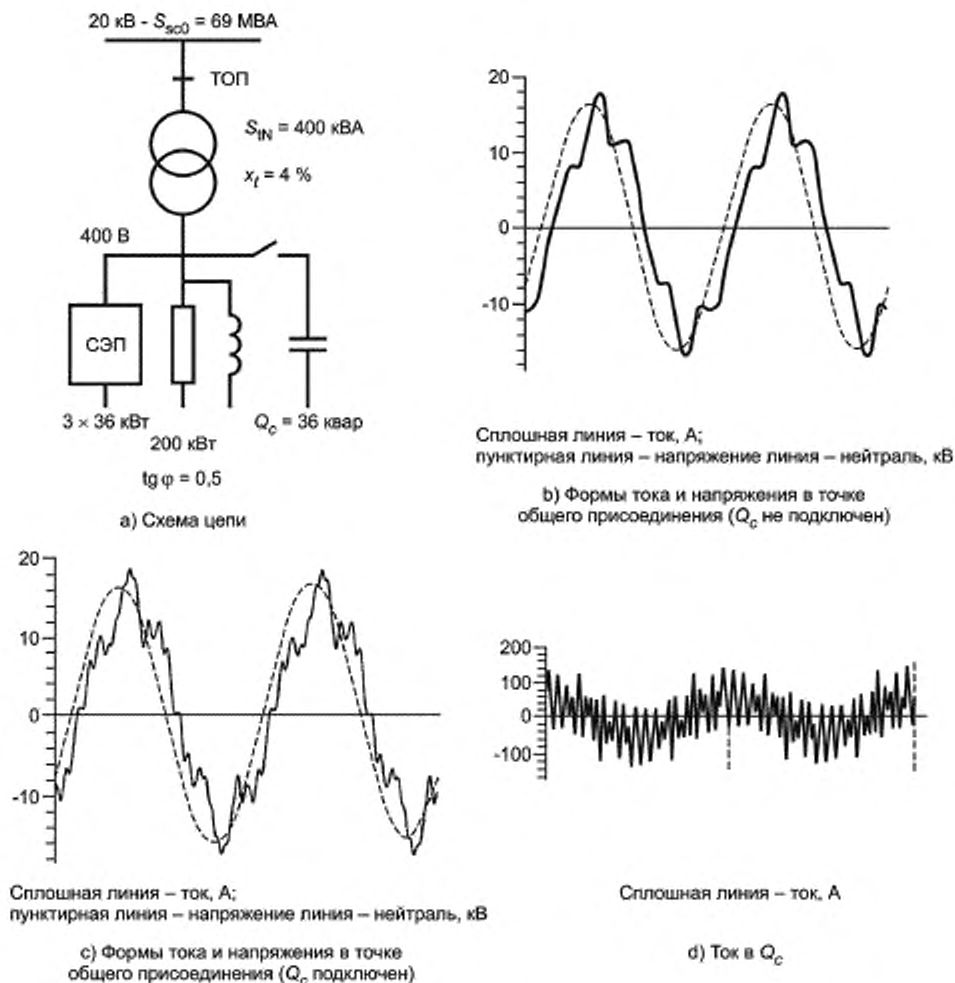 20 кВ - Ssc0 = 69 МВА
ТОП
StN = 400 кВА
xt = 4 %
400 В
СЭП
3 × 36 кВт
200 кВт
Qc = 36 квар
tg φ = 0,5
a) Схема цепи
20
10
0
-10
Сплошная линия – ток, А;
пунктирная линия – напряжение линия – нейтраль, кВ
b) Формы тока и напряжения в точке
общего присоединения (Qc не подключен)
20
10
0
-10
Сплошная линия – ток, А;
пунктирная линия – напряжение линия – нейтраль, кВ
c) Формы тока и напряжения в точке
общего присоединения (Qc подключен)
200
100
0
-100
Сплошная линия – ток, А
d) Ток в Qc